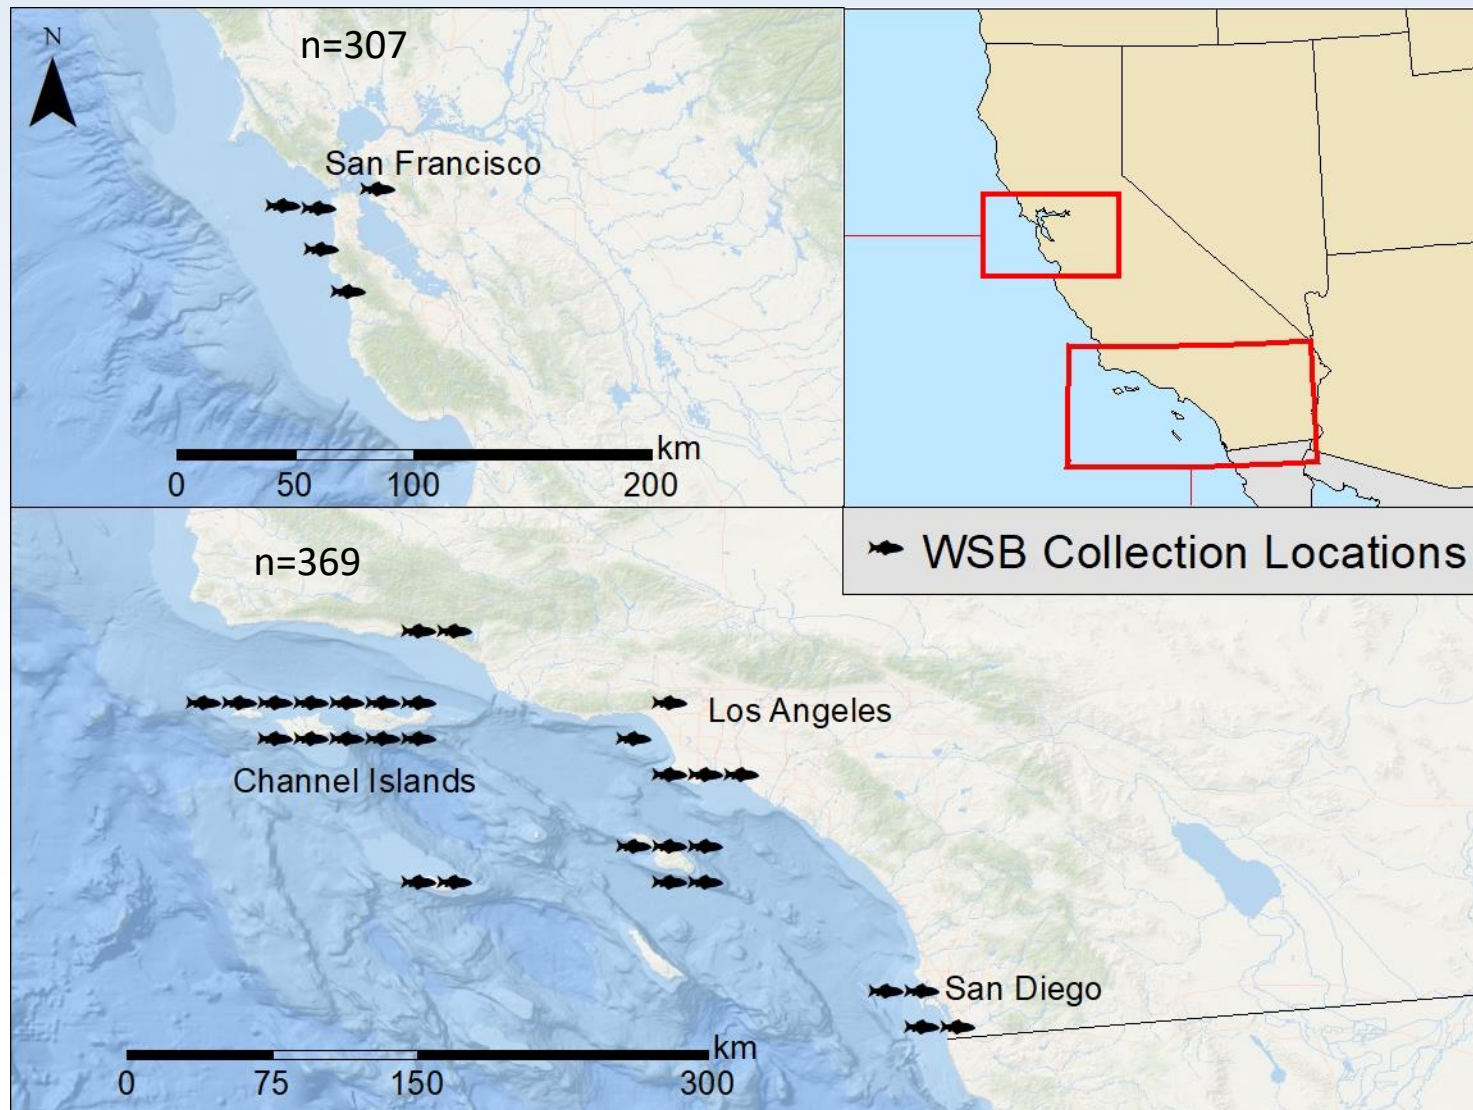 N
n=307
San Francisco
km
0 50 100 200
WSB Collection Locations
n=369
Los Angeles
Channel Islands
San Diego
km
0 75 150 300